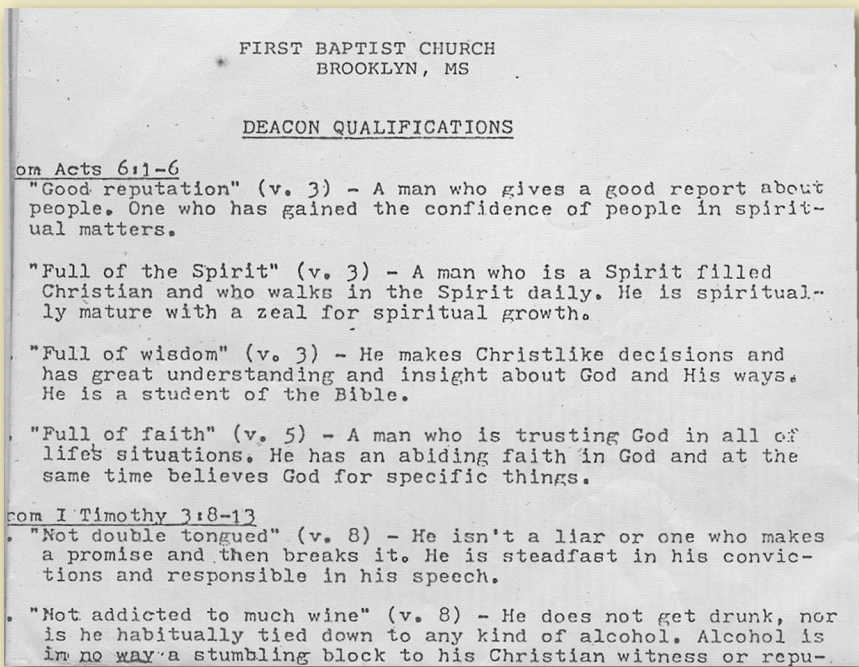 FIRST BAPTIST CHURCH
BROOKLYN, MS
DEACON QUALIFICATIONS
om Acts 6:1-6
"Good reputation" (v. 3) - A man who gives a good report about
people. One who has gained the confidence of people in spirit-
ual matters.
"Full of the Spirit" (v. 3) - A man who is a Spirit filled
Christian and who walks in the Spirit daily. He is spiritual-
ly mature with a zeal for spiritual growth.
. "Full of wisdom" (v. 3) - He makes Christlike decisions and
has great understanding and insight about God and His ways.
He is a student of the Bible.
. "Full of faith" (v. 5) - A man who is trusting God in all of
life's situations. He has an abiding faith in God and at the
same time believes God for specific things.
rom I Timothy 3:8-13
. "Not double tongued" (v. 8) - He isn't a liar or one who makes
a promise and then breaks it. He is steadfast in his convic-
tions and responsible in his speech.
. "Not addicted to much wine" (v. 8) - He does not get drunk, nor
is he habitually tied down to any kind of alcohol. Alcohol is
in no way a stumbling block to his Christian witness or repu-